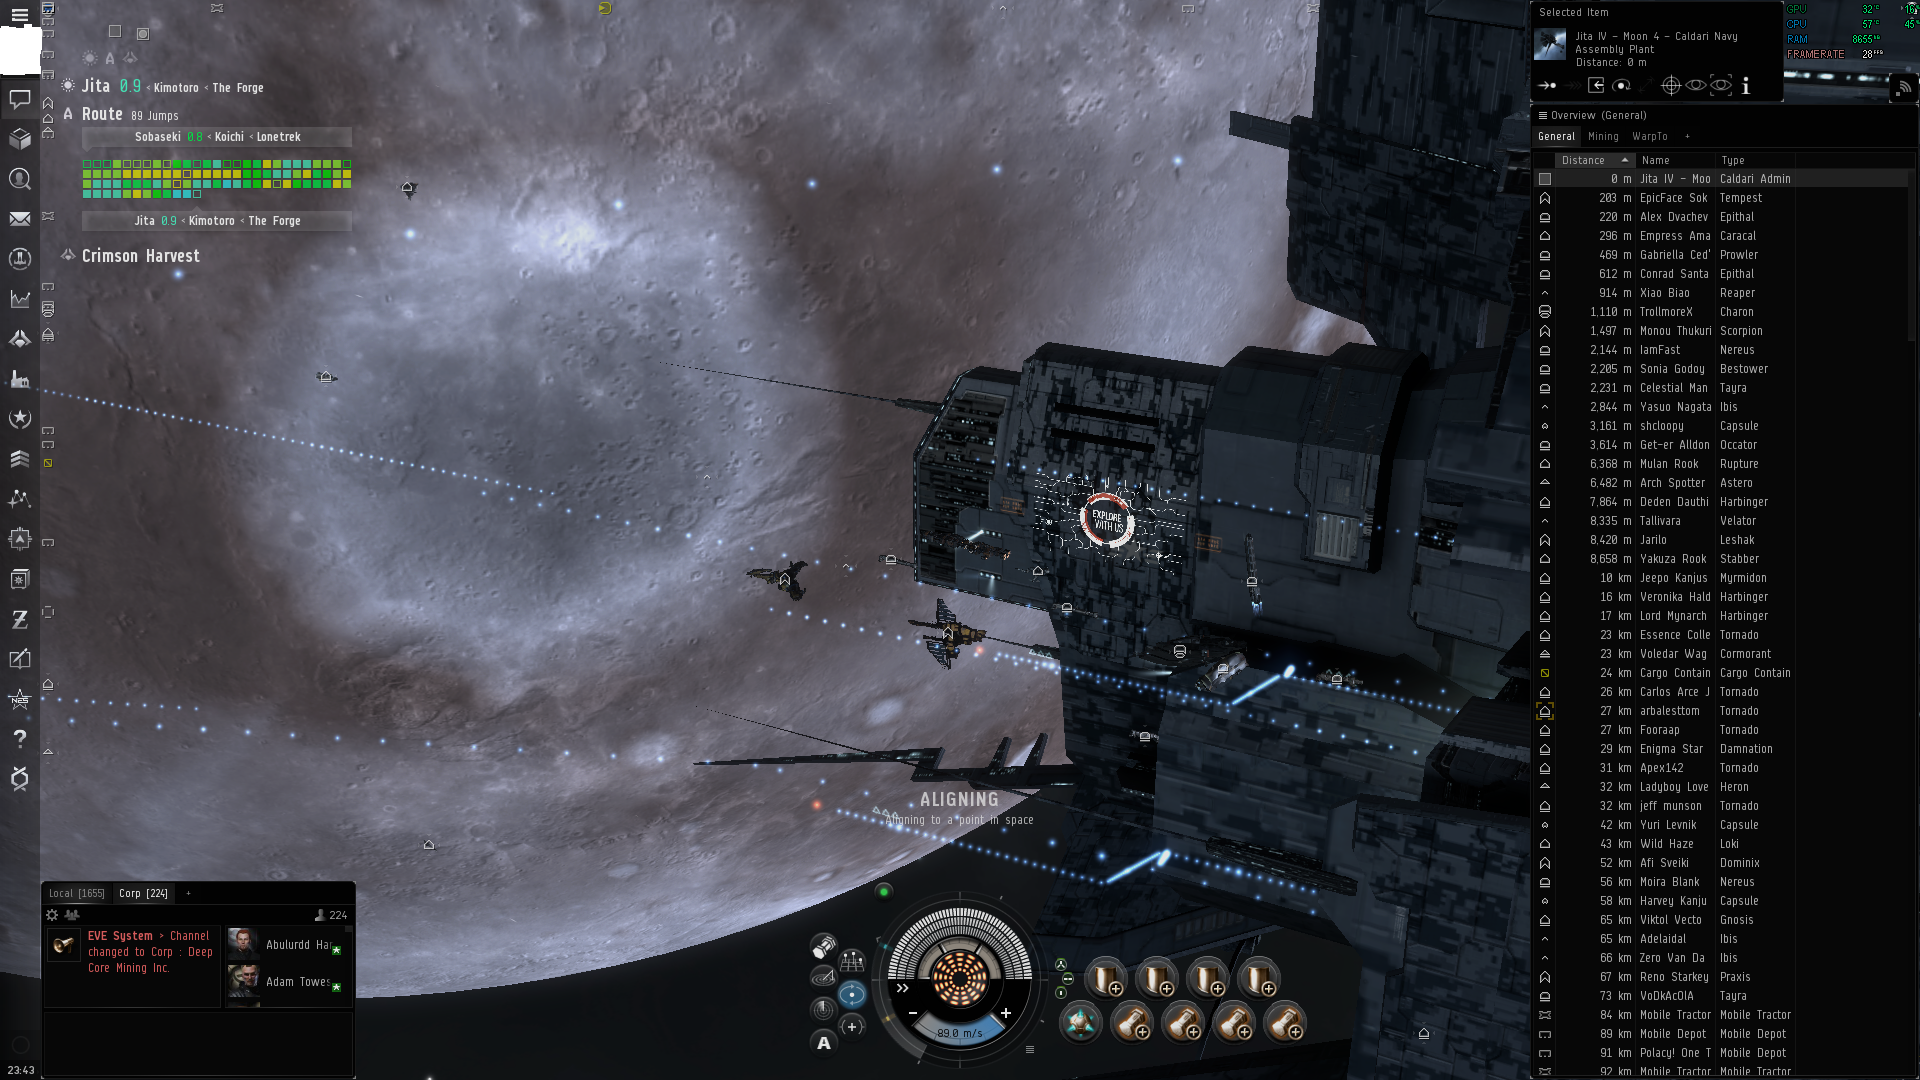 Jita 0.9 < Kimotoro < The Forge
Route 89 Jumps
Sobaseki 0.8 < Koichi < Lonetrek
Jita 0.9 < Kimotoro < The Forge
Crimson Harvest
EXPLORE
WITH US
ALIGNING
Aligning to a point in space
89.0 m/s
A
Local [1655]
Corp [224]
+
224
EVE System > Channel
changed to Corp : Deep
Core Mining Inc.
Abulurdd Ha
Adam Towes
23:43
NES
Selected Item
Jita IV - Moon 4 - Caldari Navy
Assembly Plant
Distance: 0 m
GPU 32°C
CPU 57°C 45
RAM 8655
FRAMERATE 28 FPS
Overview (General)
General Mining WarpTo +
Distance Name Type
0 m Jita IV - Moo Caldari Admin
203 m EpicFace Sok Tempest
220 m Alex Dvachev Epithal
296 m Empress Ama Caracal
469 m Gabriella Ced' Prowler
612 m Conrad Santa Epithal
914 m Xiao Biao Reaper
1,110 m TrollmoreX Charon
1,497 m Monou Thukuri Scorpion
2,144 m IamFast Nereus
2,205 m Sonia Godoy Bestower
2,231 m Celestial Man Tayra
2,844 m Yasuo Nagata Ibis
3,161 m shcloopy Capsule
3,614 m Get-er Alldon Occator
6,368 m Mulan Rook Rupture
6,482 m Arch Spotter Astero
7,864 m Deden Dauthi Harbinger
8,335 m Tallivara Velator
8,420 m Jarilo Leshak
8,658 m Yakuza Rook Stabber
10 km Jeepo Kanjus Myrmidon
16 km Veronika Hald Harbinger
17 km Lord Mynarch Harbinger
23 km Essence Colle Tornado
23 km Voledar Wag Cormorant
24 km Cargo Contain Cargo Contain
26 km Carlos Arce J Tornado
27 km arbalesttom Tornado
27 km Fooraap Tornado
29 km Enigma Star Damnation
31 km Apex142 Tornado
32 km Ladyboy Love Heron
32 km jeff munson Tornado
42 km Yuri Levnik Capsule
43 km Wild Haze Loki
52 km Afi Sveiki Dominix
56 km Moira Blank Nereus
58 km Harvey Kanju Capsule
65 km Viktol Vecto Gnosis
65 km Adelaidal Ibis
66 km Zero Van Da Ibis
67 km Reno Starkey Praxis
73 km VoDkAcOlA Tayra
84 km Mobile Tractor Mobile Tractor
89 km Mobile Depot Mobile Depot
91 km Polacy! One T Mobile Depot
92 km Mobile Tractor Mobile Tractor